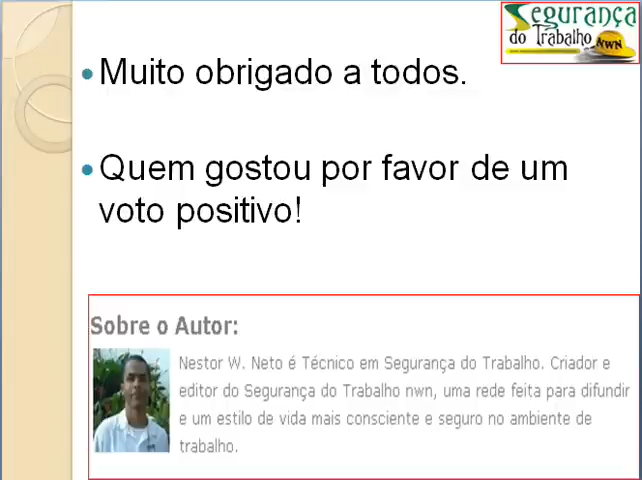 Segurança
do Trabalho NWN
Muito obrigado a todos.
Quem gostou por favor de um
voto positivo!
Sobre o Autor:
Nestor W. Neto é Técnico em Segurança do Trabalho. Criador e
editor do Segurança do Trabalho nwn, uma rede feita para difundir
e um estilo de vida mais consciente e seguro no ambiente de
trabalho.